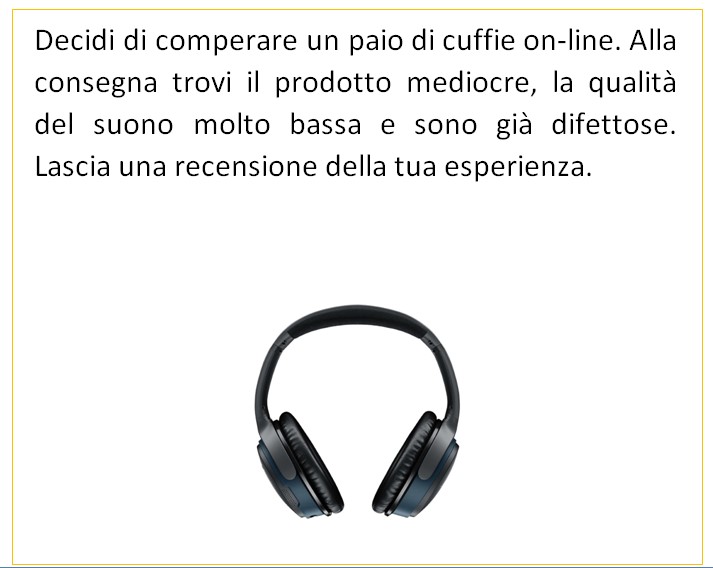 Decidi di comperare un paio di cuffie on-line. Alla
consegna trovi il prodotto mediocre, la qualità
del suono molto bassa e sono già difettose.
Lascia una recensione della tua esperienza.